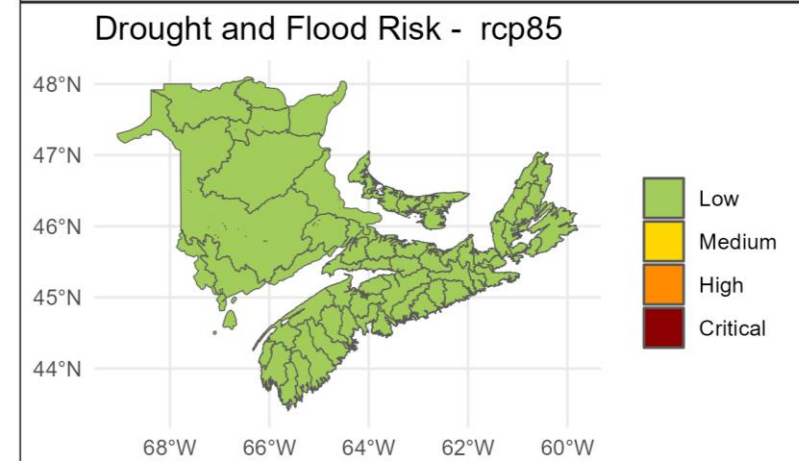 Drought and Flood Risk - rcp85
48°N
47°N
46°N
45°N
44°N
68°W 66°W 64°W 62°W 60°W
Low
Medium
High
Critical